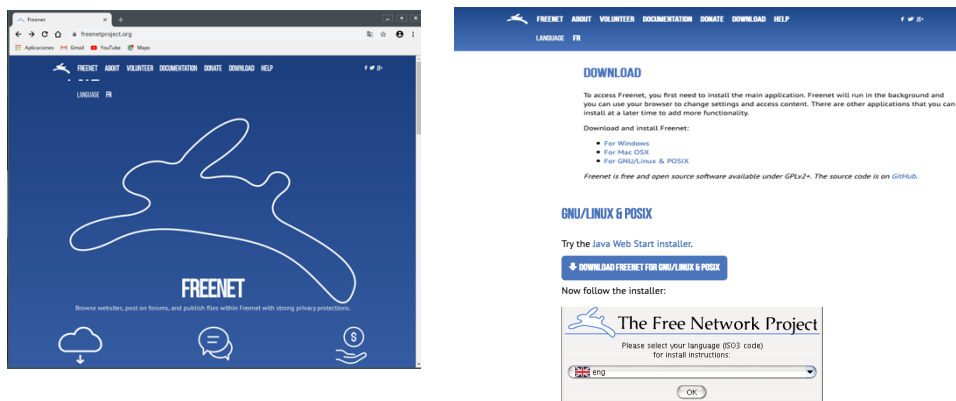 Freenet
freenetproject.org
Aplicaciones Gmail YouTube Maps
FREENET ABOUT VOLUNTEER DOCUMENTATION DONATE DOWNLOAD HELP
LANGUAGE FR
FREENET
Browse websites, post on forums, and publish files within Freenet with strong privacy protections.
FREENET ABOUT VOLUNTEER DOCUMENTATION DONATE DOWNLOAD HELP
LANGUAGE FR
DOWNLOAD
To access Freenet, you first need to install the main application. Freenet will run in the background and
you can use your browser to change settings and access content. There are other applications that you can
install at a later time to add more functionality.
Download and install Freenet:
• For Windows
• For Mac OSX
• For GNU/Linux & POSIX
Freenet is free and open source software available under GPLv2+. The source code is on GitHub.
GNU/LINUX & POSIX
Try the Java Web Start installer.
DOWNLOAD FREENET FOR GNU/LINUX & POSIX
Now follow the installer:
The Free Network Project
Please select your language (ISO3 code)
for install instructions:
eng
OK